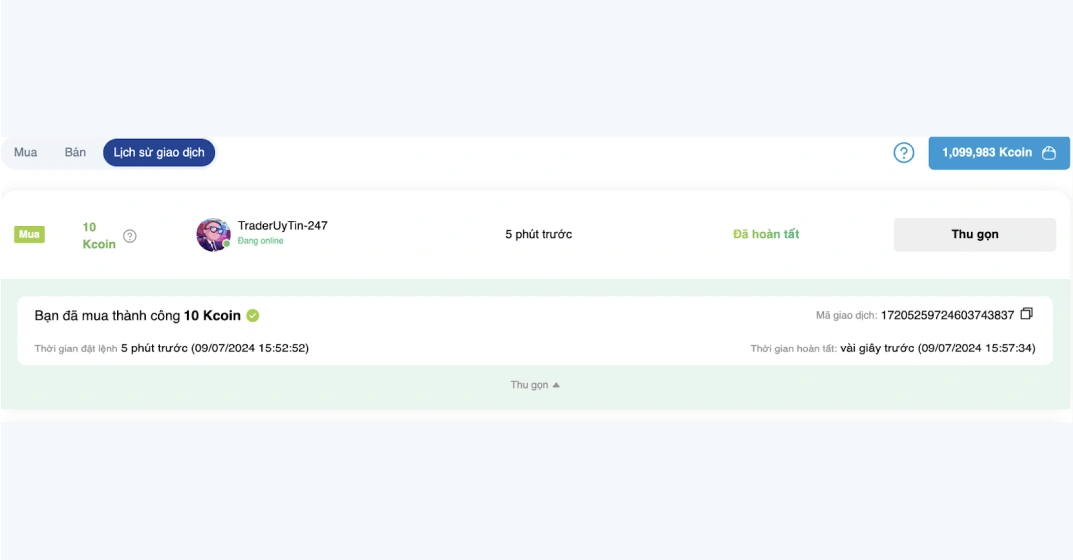 Mua Bán Lịch sử giao dịch ? 1,099,983 Kcoin
Mua 10 Kcoin ? TraderUyTin-247 5 phút trước Đã hoàn tất Thu gọn
Đang online
Bạn đã mua thành công 10 Kcoin Mã giao dịch: 17205259724603743837
Thời gian đặt lệnh 5 phút trước (09/07/2024 15:52:52) Thời gian hoàn tất: vài giây trước (09/07/2024 15:57:34)
Thu gọn